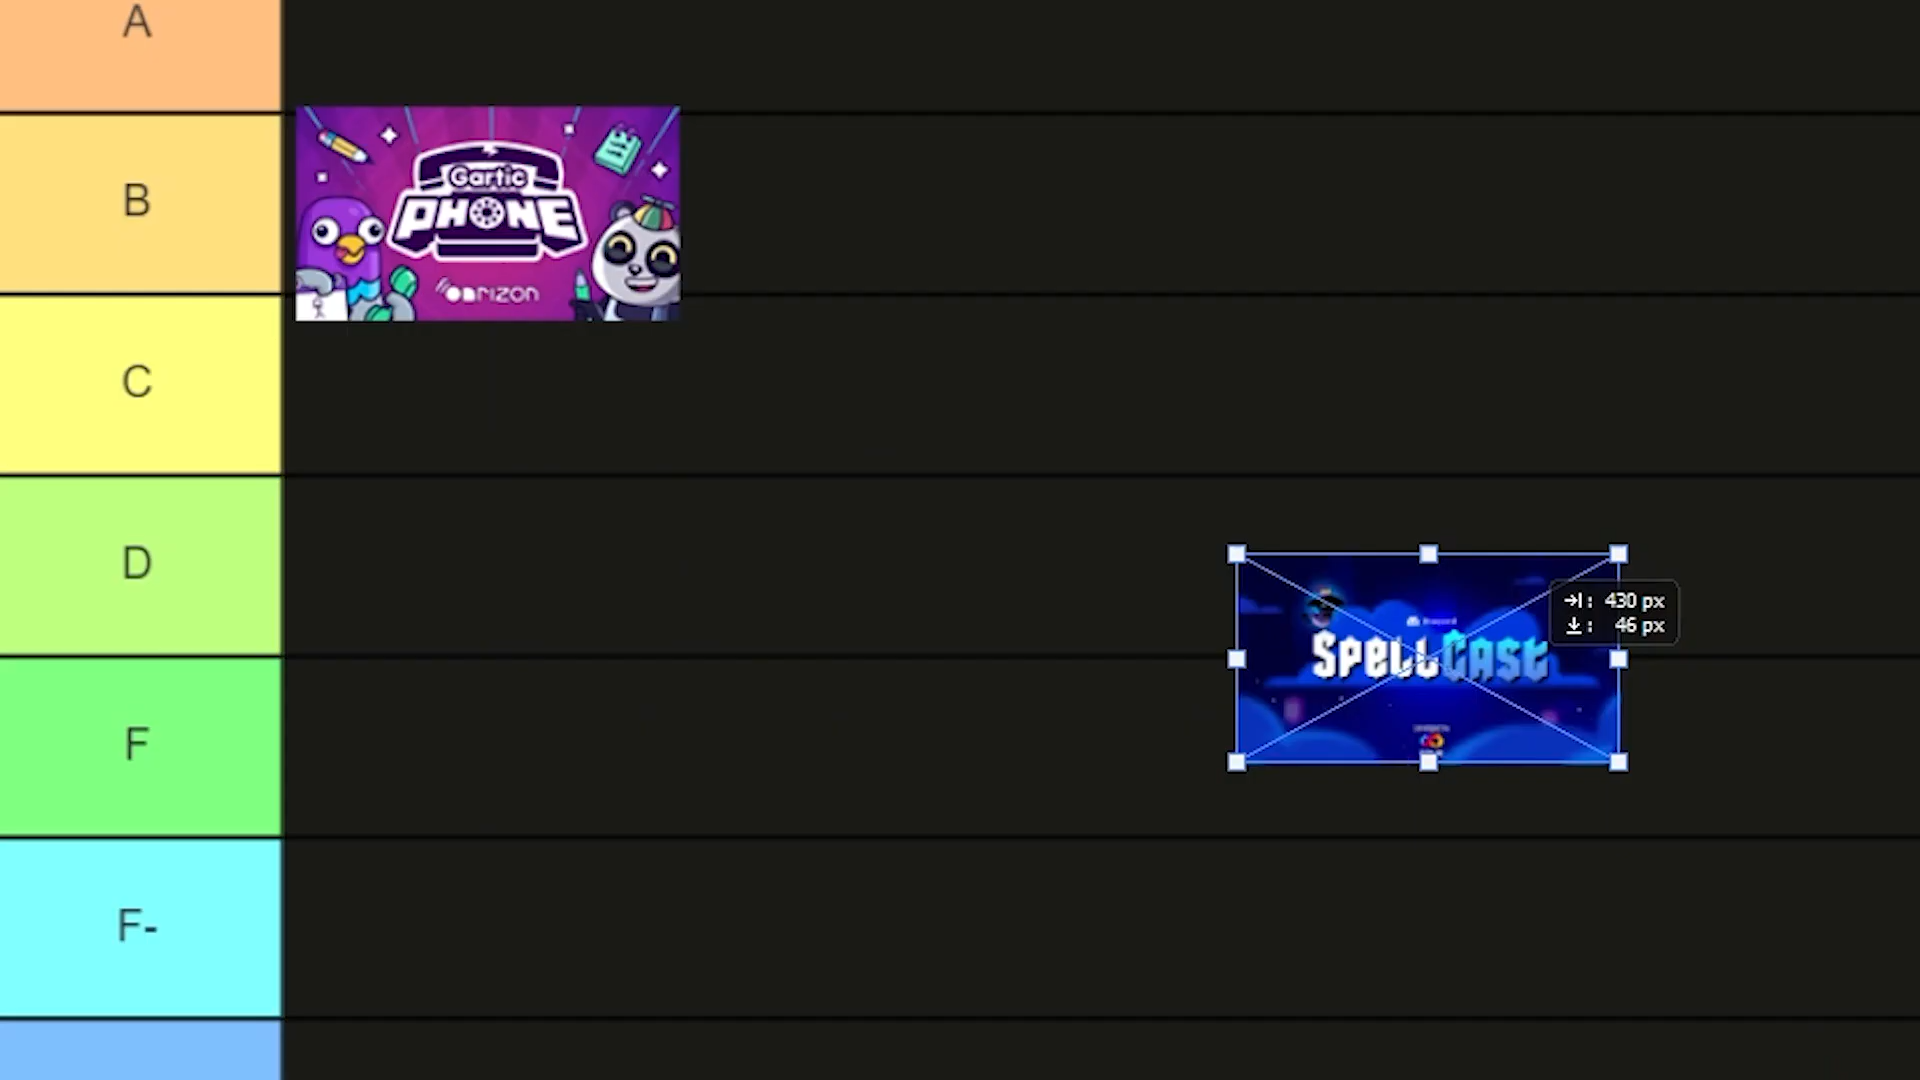 A
B
Gartic
PHONE
ONRIZON
C
D
→|: 430 px
↓: 46 px
SpellCast
F
F-